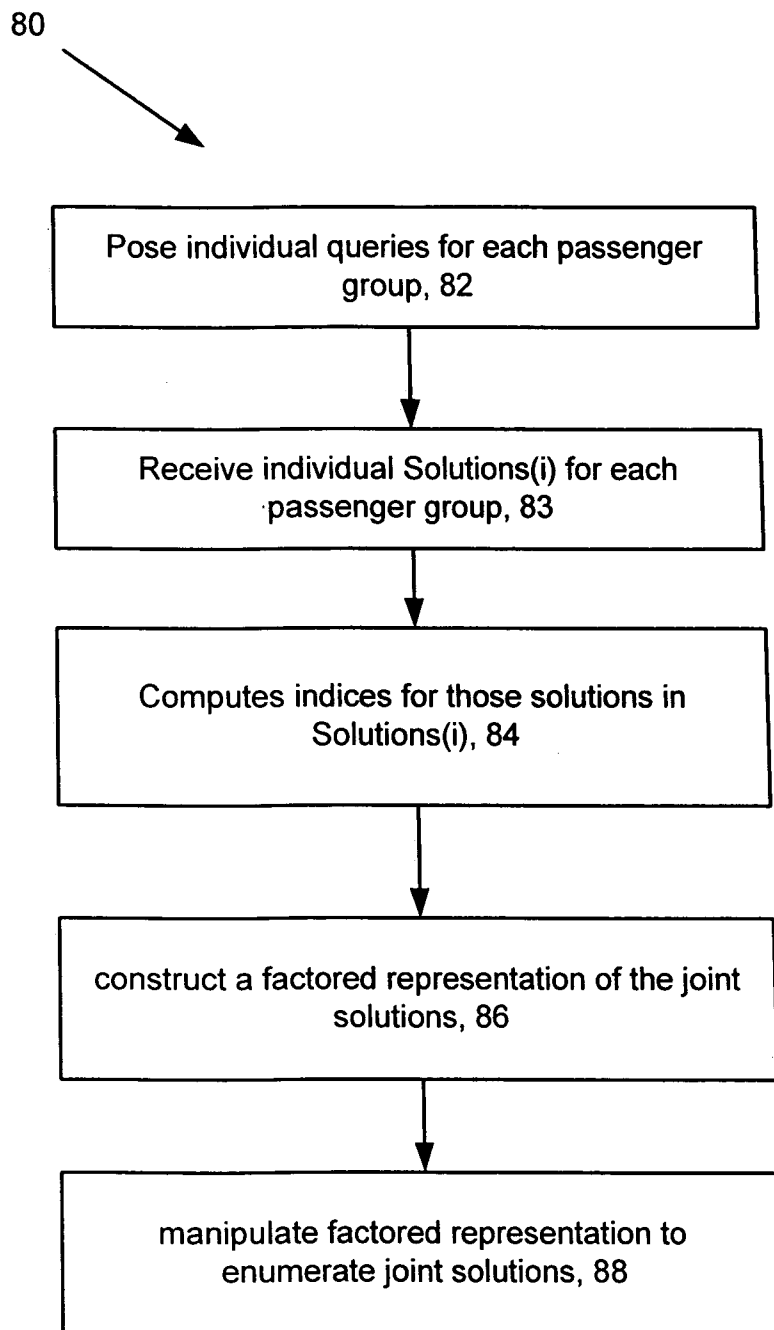 80
Pose individual queries for each passenger
group, 82
Receive individual Solutions(i) for each
passenger group, 83
Computes indices for those solutions in
Solutions(i), 84
construct a factored representation of the joint
solutions, 86
manipulate factored representation to
enumerate joint solutions, 88